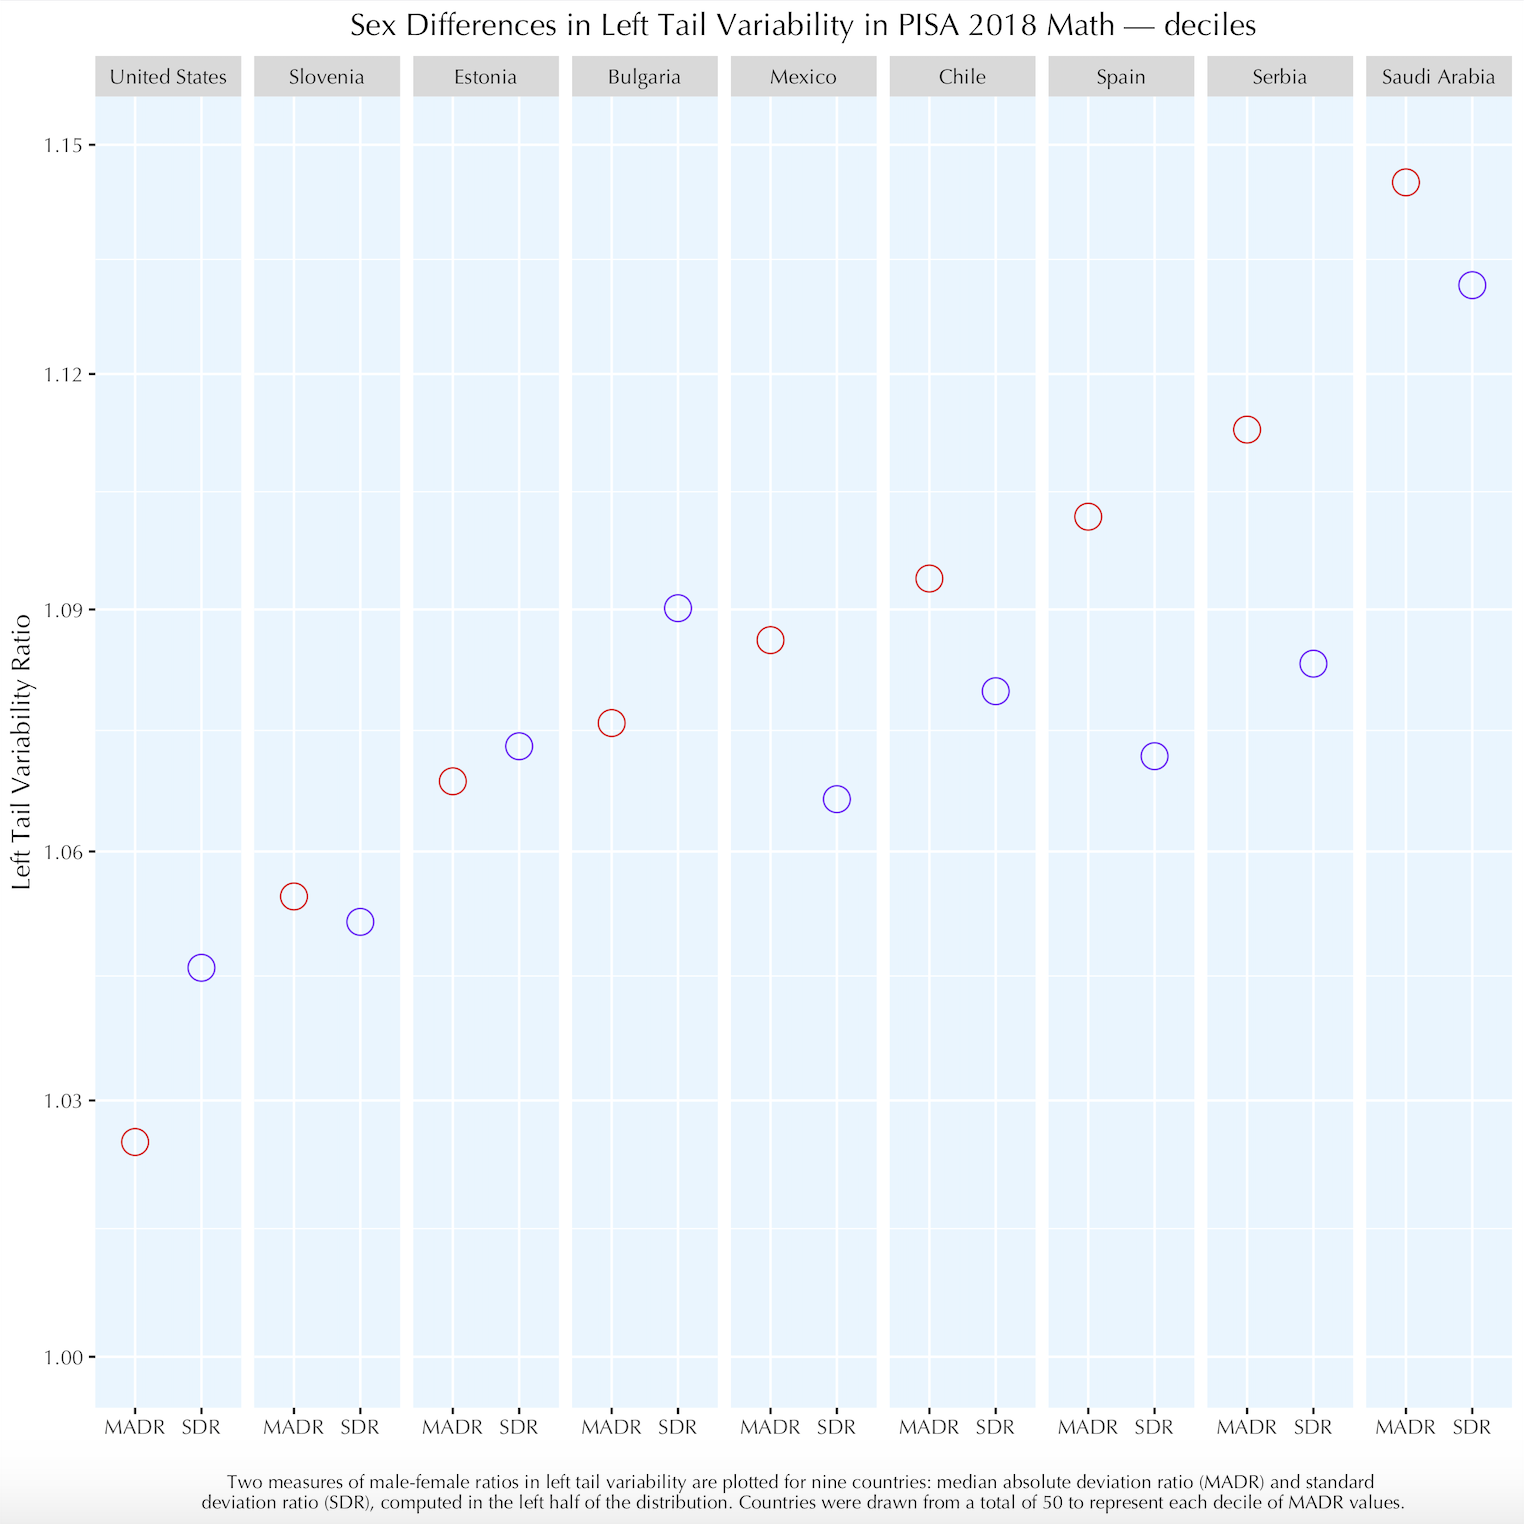 Sex Differences in Left Tail Variability in PISA 2018 Math — deciles
United States Slovenia Estonia Bulgaria Mexico Chile Spain Serbia Saudi Arabia
1.15
1.12
1.09
1.06
1.03
1.00
Left Tail Variability Ratio
MADR SDR MADR SDR MADR SDR MADR SDR MADR SDR MADR SDR MADR SDR MADR SDR MADR SDR
Two measures of male-female ratios in left tail variability are plotted for nine countries: median absolute deviation ratio (MADR) and standard
deviation ratio (SDR), computed in the left half of the distribution. Countries were drawn from a total of 50 to represent each decile of MADR values.